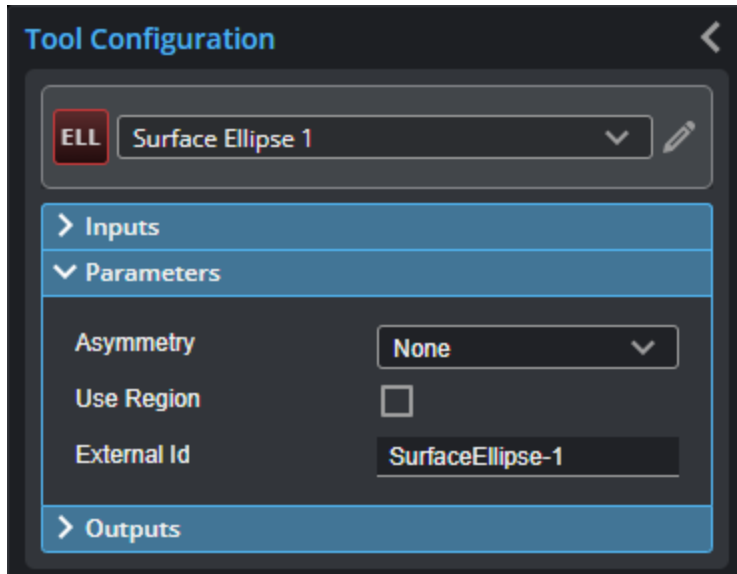 Tool Configuration
ELL Surface Ellipse 1
Inputs
Parameters
Asymmetry None
Use Region
External Id SurfaceEllipse-1
Outputs